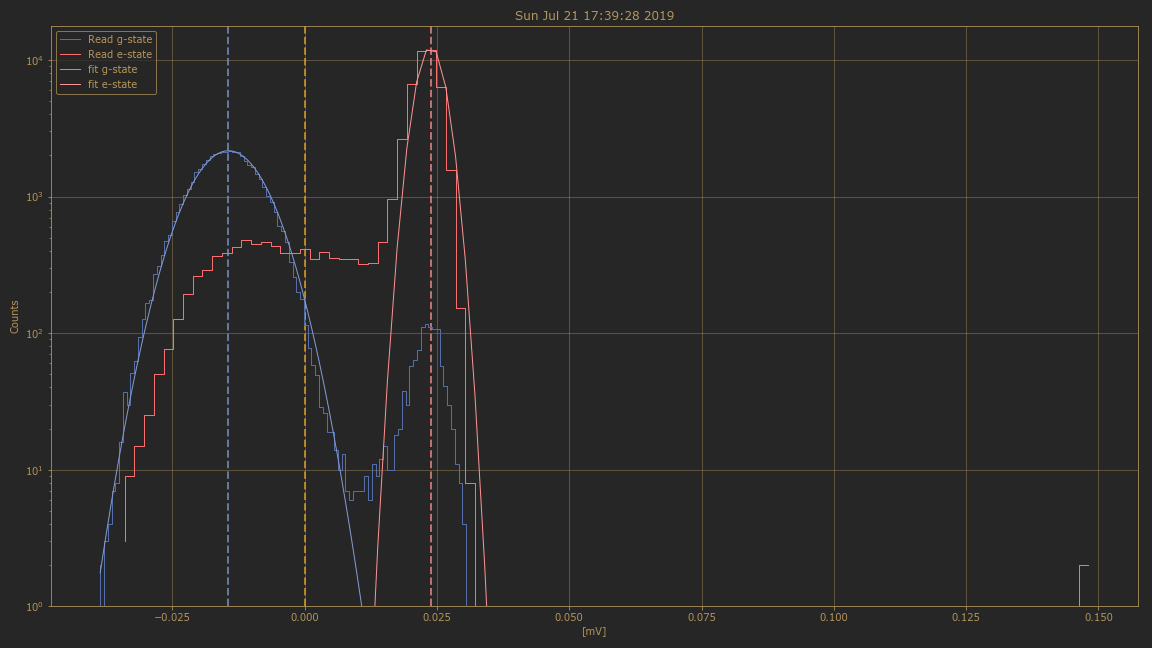 Sun Jul 21 17:39:28 2019
Read g-state
Read e-state
fit g-state
fit e-state
Counts
10⁴
10³
10²
10¹
10⁰
−0.025 0.000 0.025 0.050 0.075 0.100 0.125 0.150
[mV]